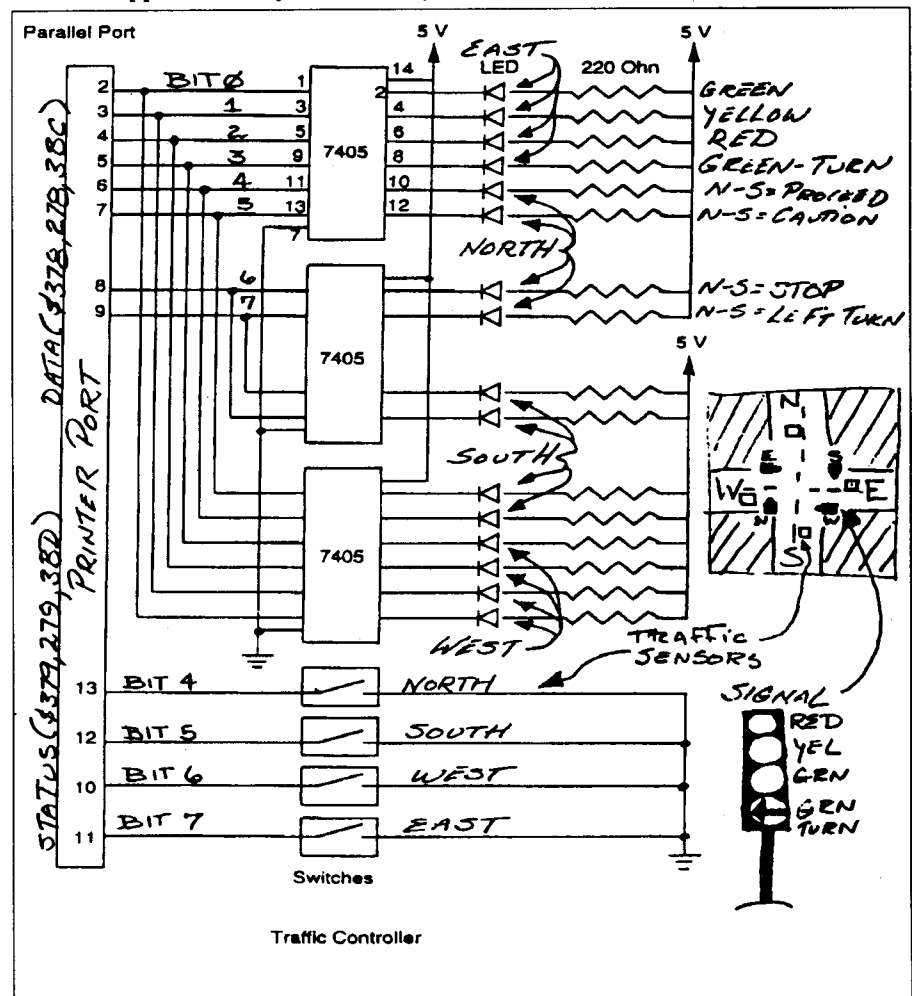 Parallel Port
5 V
5 V
EAST
LED
220 Ohn
2 BIT Ø 1
14
2
GREEN
3 1 3
4
YELLOW
4 2 5
6
RED
5 3 9
7405
8
GREEN-TURN
6 4 11
10
N-S=PROCEED
7 5 13
12
N-S=CAUTION
7
NORTH
8 6
N-S=STOP
9 7
N-S=LEFT TURN
7405
5 V
SOUTH
7405
WEST
DATA($378,278,3BC)
PRINTER PORT
STATUS($379,279,3BD)
N
E S
W E
N W
S
TRAFFIC
SENSORS
13 BIT 4 NORTH
12 BIT 5 SOUTH
10 BIT 6 WEST
11 BIT 7 EAST
Switches
SIGNAL
RED
YEL
GRN
GRN
TURN
Traffic Controller